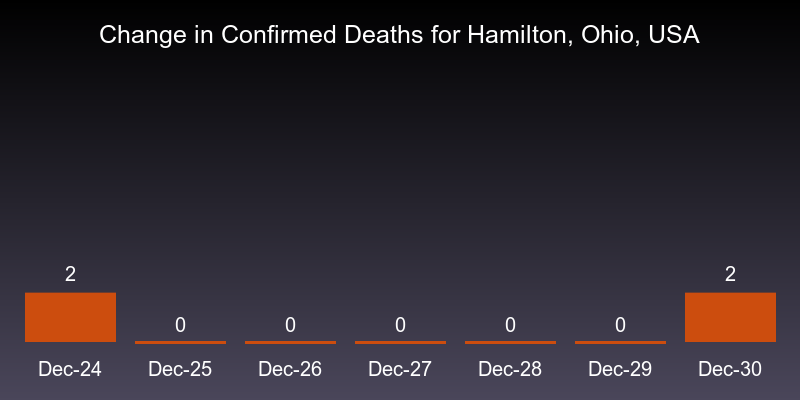 Change in Confirmed Deaths for Hamilton, Ohio, USA
2 0 0 0 0 0 2
Dec-24 Dec-25 Dec-26 Dec-27 Dec-28 Dec-29 Dec-30